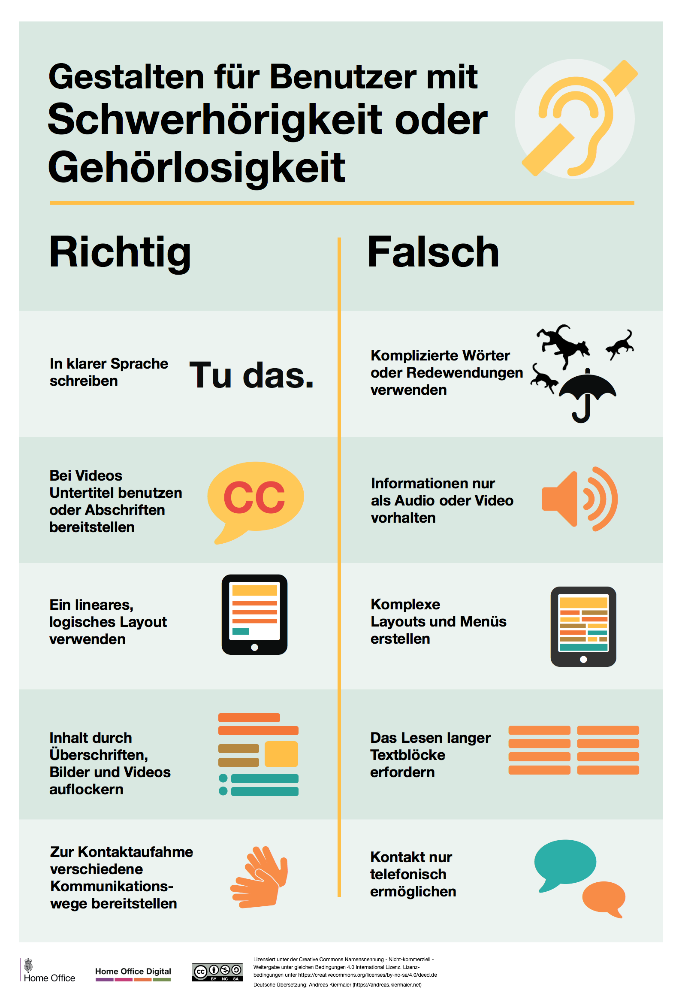 Gestalten für Benutzer mit
Schwerhörigkeit oder
Gehörlosigkeit
Richtig
Falsch
In klarer Sprache
schreiben
Tu das.
Komplizierte Wörter
oder Redewendungen
verwenden
Bei Videos
Untertitel benutzen
oder Abschriften
bereitstellen
CC
Informationen nur
als Audio oder Video
vorhalten
Ein lineares,
logisches Layout
verwenden
Komplexe
Layouts und Menüs
erstellen
Inhalt durch
Überschriften,
Bilder und Videos
auflockern
Das Lesen langer
Textblöcke
erfordern
Zur Kontaktaufahme
verschiedene
Kommunikations-
wege bereitstellen
Kontakt nur
telefonisch
ermöglichen
Home Office
Home Office Digital
cc
BY NC SA
Lizensiert unter der Creative Commons Namensnennung - Nicht-kommerziell -
Weitergabe unter gleichen Bedingungen 4.0 International Lizenz. Lizenz-
bedingungen unter https://creativecommons.org/licenses/by-nc-sa/4.0/deed.de
Deutsche Übersetzung: Andreas Kiermaier (https://andreas.kiermaier.net)